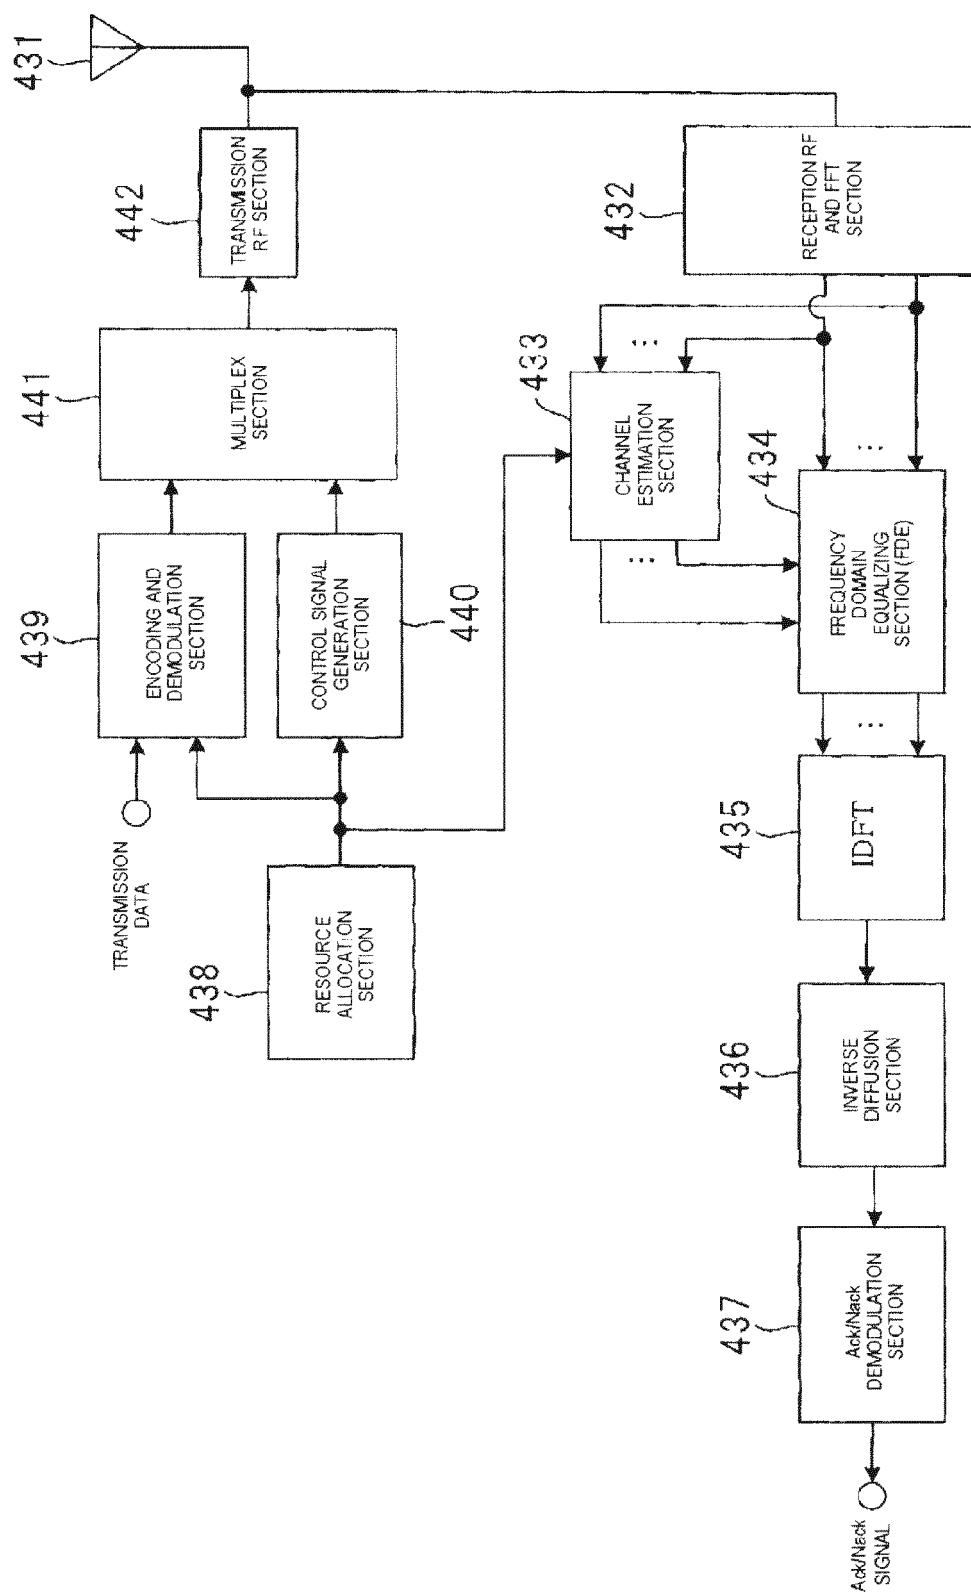 431
442
TRANSMISSION
RF SECTION
432
RECEPTION RF
AND FFT
SECTION
441
MULTIPLEX
SECTION
433
CHANNEL
ESTIMATION
SECTION
434
FREQUENCY
DOMAIN
EQUALIZING
SECTION (FDE)
439
ENCODING AND
DEMODULATION
SECTION
CONTROL SIGNAL
GENERATION
SECTION
440
TRANSMISSION
DATA
438
RESOURCE
ALLOCATION
SECTION
435
IDFT
436
INVERSE
DIFFUSION
SECTION
437
Ack/Nack
DEMODULATION
SECTION
Ack/Nack
SIGNAL